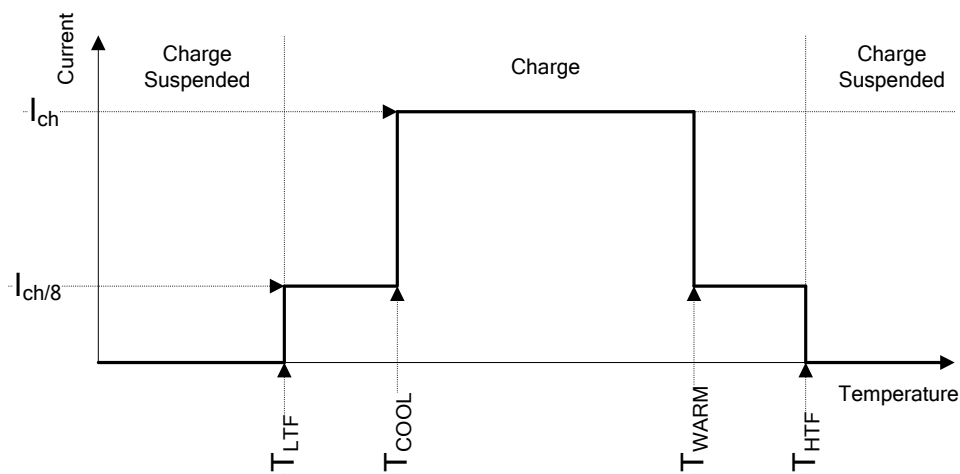 Current
Charge
Suspended
Charge
Charge
Suspended
Ich
Ich/8
Temperature
TLTF
TCOOL
TWARM
THTF